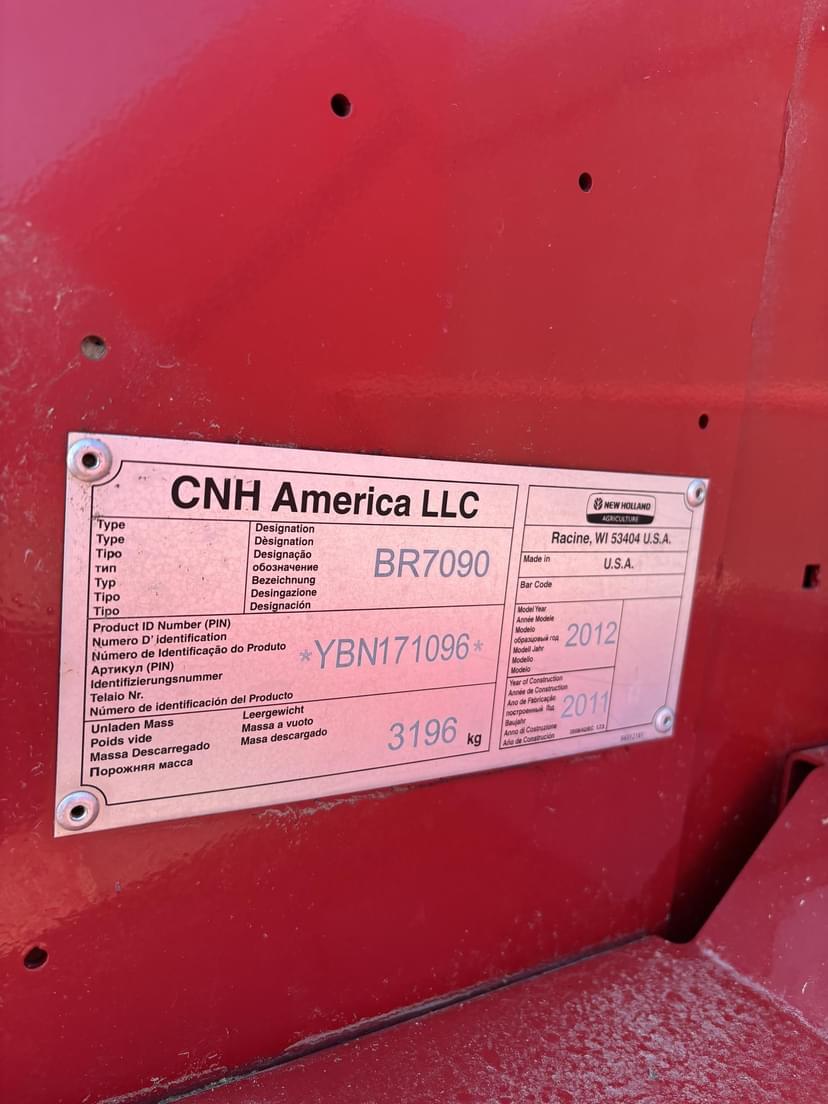 CNH America LLC
Type
Type
Tipo
тип
Typ
Tipo
Tipo
Designation
Dèsignation
Designação
обозначение
Bezeichnung
Desingazione
Designación
BR7090
Product ID Number (PIN)
Numero D' identification
Número de Identificação do Produto
Артикул (PIN)
Identifizierungsnummer
Telaio Nr.
Número de identificación del Producto
*YBN171096*
Unladen Mass
Poids vide
Massa Descarregado
Порожняя масса
Leergewicht
Massa a vuoto
Masa descargado
3196 kg
NEW HOLLAND
AGRICULTURE
Racine, WI 53404 U.S.A.
Made in
U.S.A.
Bar Code
Model Year
Année Modele
Modelo
образцовый год
Modell Jahr
Modello
Modelo
2012
Year of Construction
Année de Construction
Ano de Fabricação
построенный Год
Baujahr
Anno di Costruzione
Año de Construcción
2011